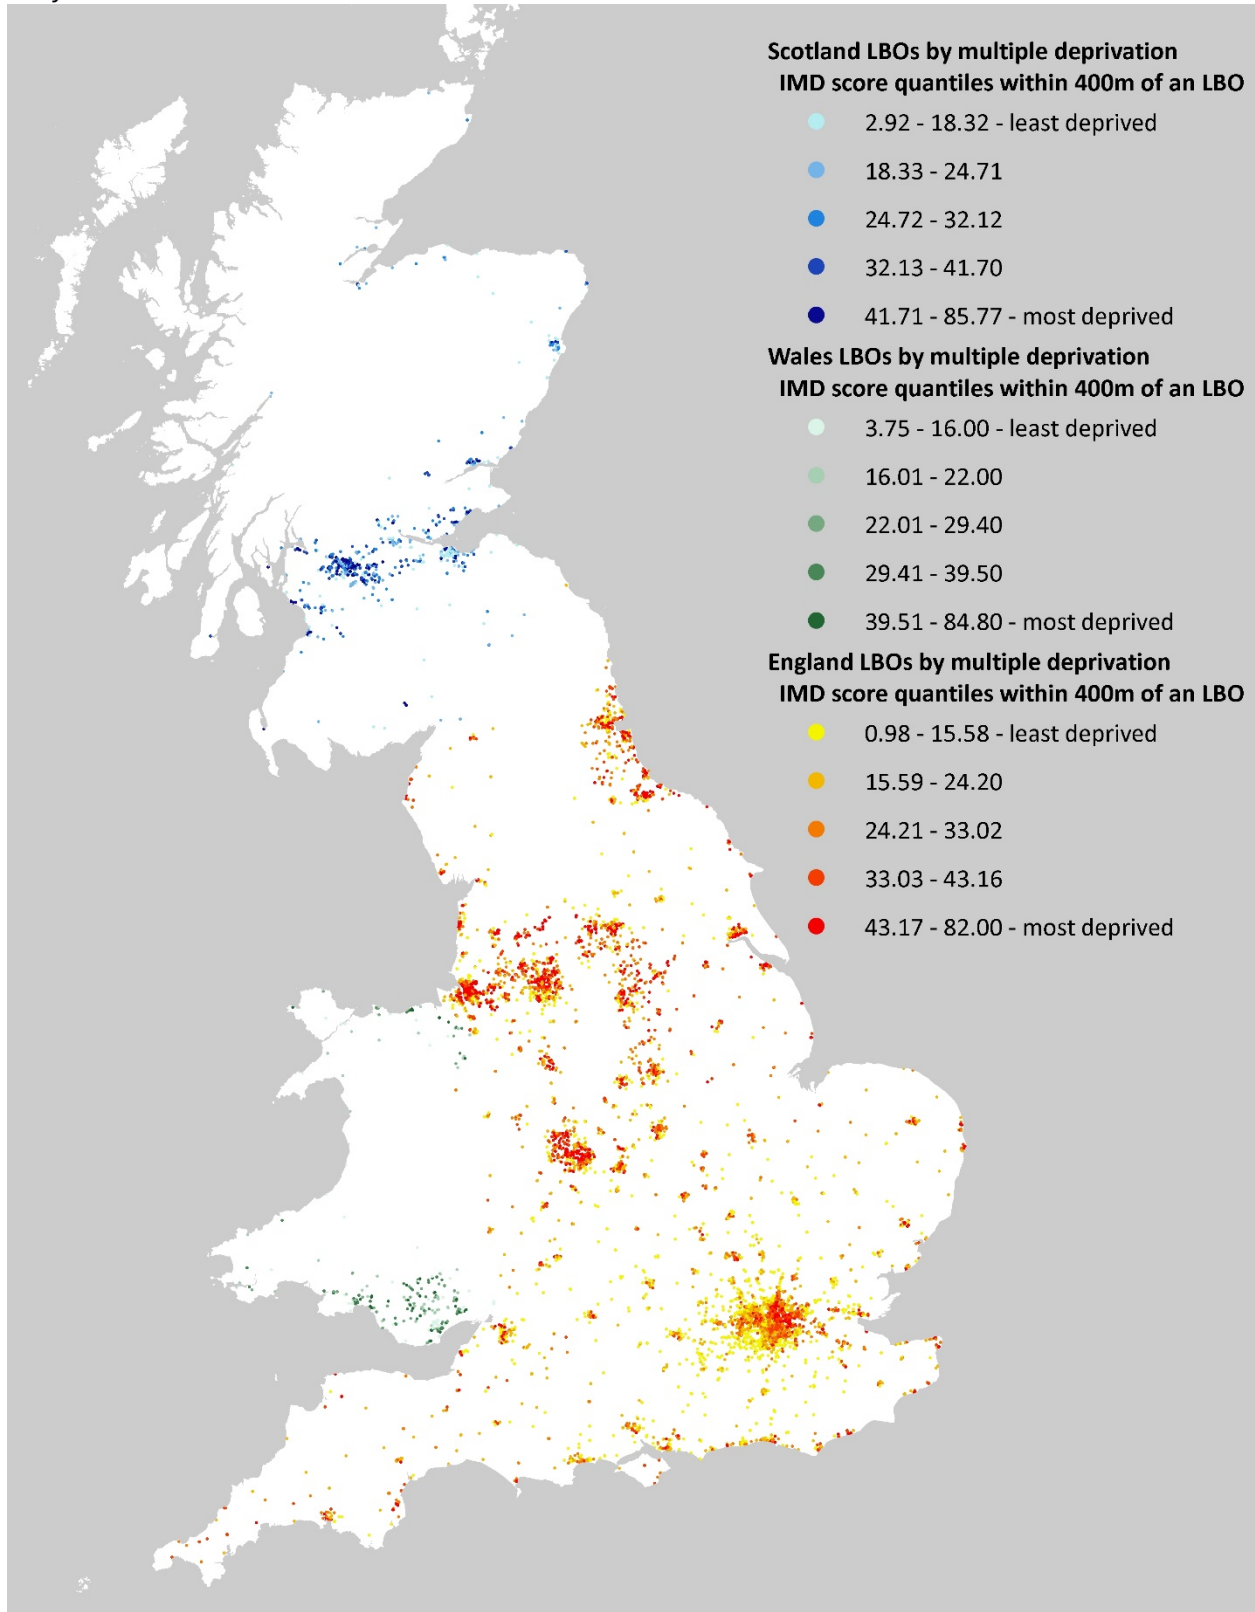 Scotland LBOs by multiple deprivation
IMD score quantiles within 400m of an LBO
2.92 - 18.32 - least deprived
18.33 - 24.71
24.72 - 32.12
32.13 - 41.70
41.71 - 85.77 - most deprived
Wales LBOs by multiple deprivation
IMD score quantiles within 400m of an LBO
3.75 - 16.00 - least deprived
16.01 - 22.00
22.01 - 29.40
29.41 - 39.50
39.51 - 84.80 - most deprived
England LBOs by multiple deprivation
IMD score quantiles within 400m of an LBO
0.98 - 15.58 - least deprived
15.59 - 24.20
24.21 - 33.02
33.03 - 43.16
43.17 - 82.00 - most deprived